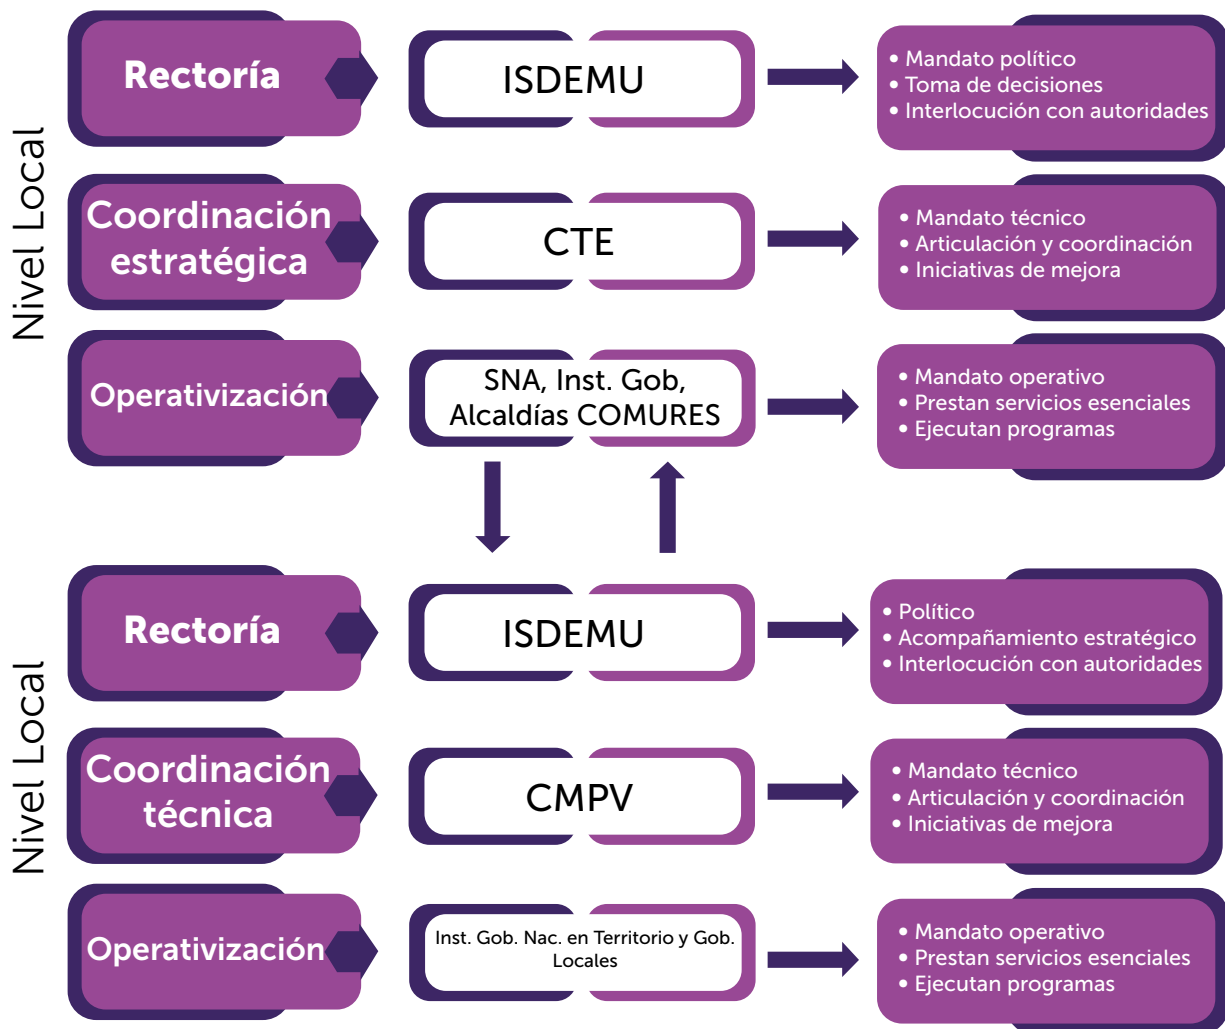 Nivel Local
Rectoría
ISDEMU
• Mandato político
• Toma de decisiones
• Interlocución con autoridades
Coordinación
estratégica
CTE
• Mandato técnico
• Articulación y coordinación
• Iniciativas de mejora
Operativización
SNA, Inst. Gob,
Alcaldías COMURES
• Mandato operativo
• Prestan servicios esenciales
• Ejecutan programas
Nivel Local
Rectoría
ISDEMU
• Político
• Acompañamiento estratégico
• Interlocución con autoridades
Coordinación
técnica
CMPV
• Mandato técnico
• Articulación y coordinación
• Iniciativas de mejora
Operativización
Inst. Gob. Nac. en Territorio y Gob.
Locales
• Mandato operativo
• Prestan servicios esenciales
• Ejecutan programas